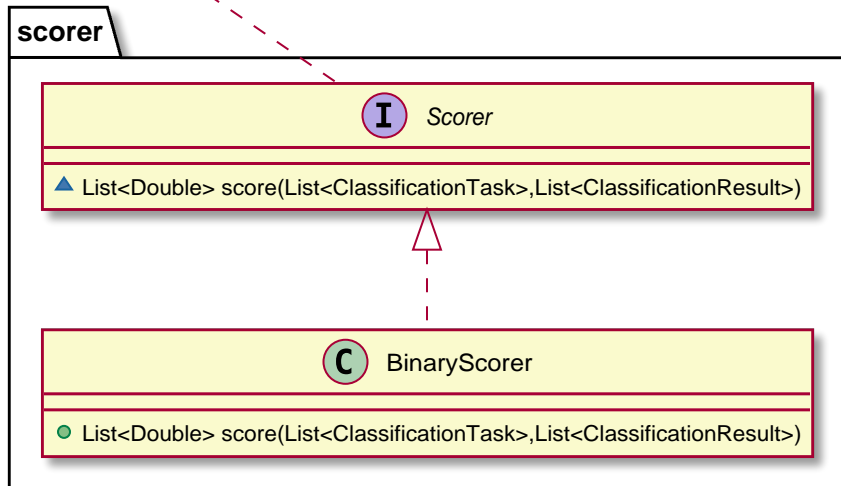 scorer
I Scorer
List<Double> score(List<ClassificationTask>,List<ClassificationResult>)
C BinaryScorer
List<Double> score(List<ClassificationTask>,List<ClassificationResult>)